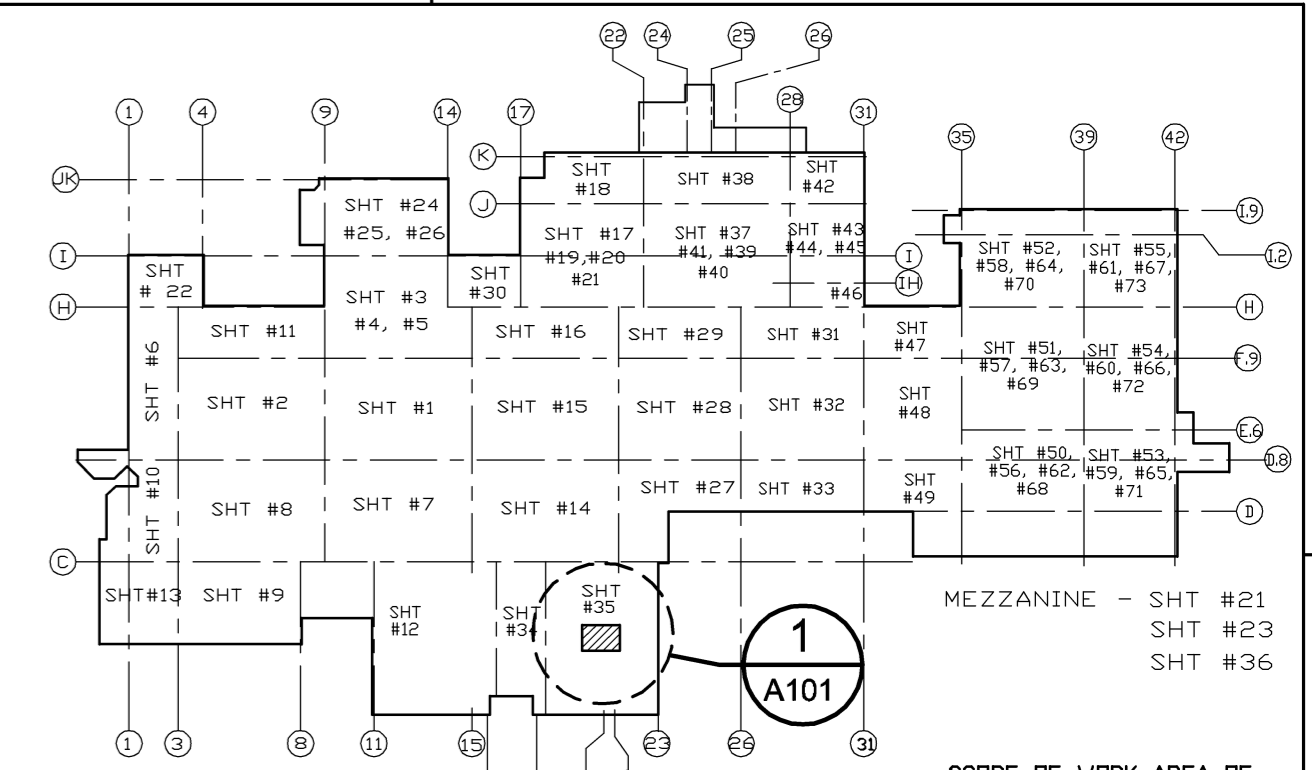 22 24 25 26
1 4 9 14 17 28 31 35 39 42
K
JK
SHT #18
SHT #38
SHT #42
J
SHT #24
#25, #26
I.9
SHT #17
#19,#20
#21
SHT #37
#41, #39
#40
SHT #43
#44, #45
SHT #52,
#58, #64,
#70
SHT #55,
#61, #67,
#73
I
I
I.2
SHT
# 22
SHT
#30
IH
#46
H
H
SHT #3
#4, #5
SHT #11
SHT #16
SHT #29
SHT #31
SHT
#47
SHT #6
SHT #51,
#57, #63,
#69
SHT #54,
#60, #66,
#72
F.9
SHT #2
SHT #1
SHT #15
SHT #28
SHT #32
SHT
#48
E.6
SHT #50,
#56, #62,
#68
SHT #53,
#59, #65,
#71
D.8
SHT #10
SHT #8
SHT #7
SHT #14
SHT #27
SHT #33
SHT
#49
D
C
SHT#13
SHT #9
SHT
#12
SHT
#34
SHT
#35
1
A101
MEZZANINE - SHT #21
SHT #23
SHT #36
1 3 8 11 15 23 26 31
SCOPE OF WORK AREA OF